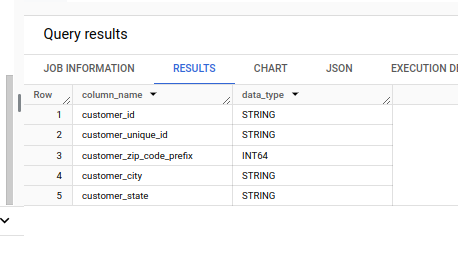 Query results
JOB INFORMATION RESULTS CHART JSON EXECUTION
Row column_name data_type
1 customer_id STRING
2 customer_unique_id STRING
3 customer_zip_code_prefix INT64
4 customer_city STRING
5 customer_state STRING